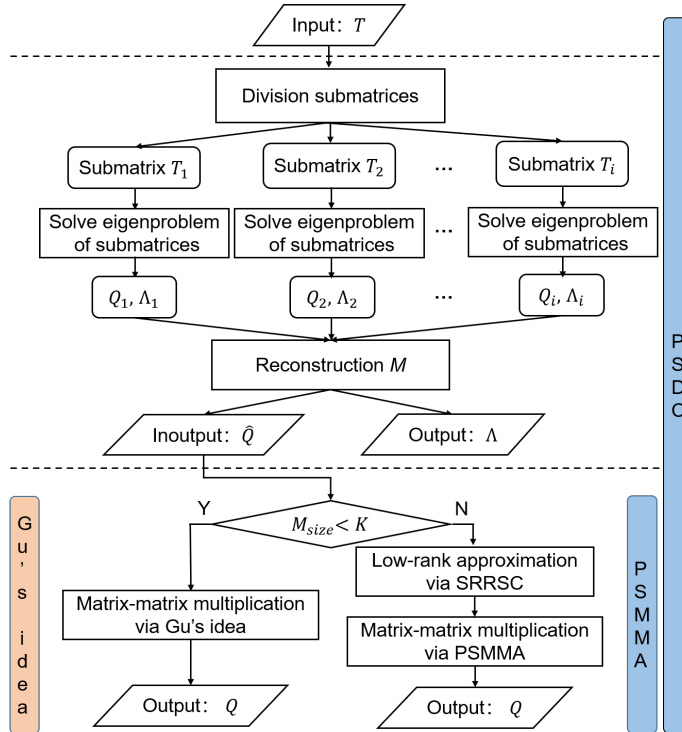 Input: T
Division submatrices
Submatrix T₁
Submatrix T₂
...
Submatrix Tᵢ
Solve eigenproblem
of submatrices
Solve eigenproblem
of submatrices
...
Solve eigenproblem
of submatrices
Q₁, Λ₁
Q₂, Λ₂
...
Qᵢ, Λᵢ
Reconstruction M
Inoutput: Q̂
Output: Λ
PSDC
Y
M_size < K
N
Low-rank approximation
via SRRSC
Matrix-matrix multiplication
via Gu's idea
Matrix-matrix multiplication
via PSMMA
Output: Q
Output: Q
Gu's idea
PSMMA